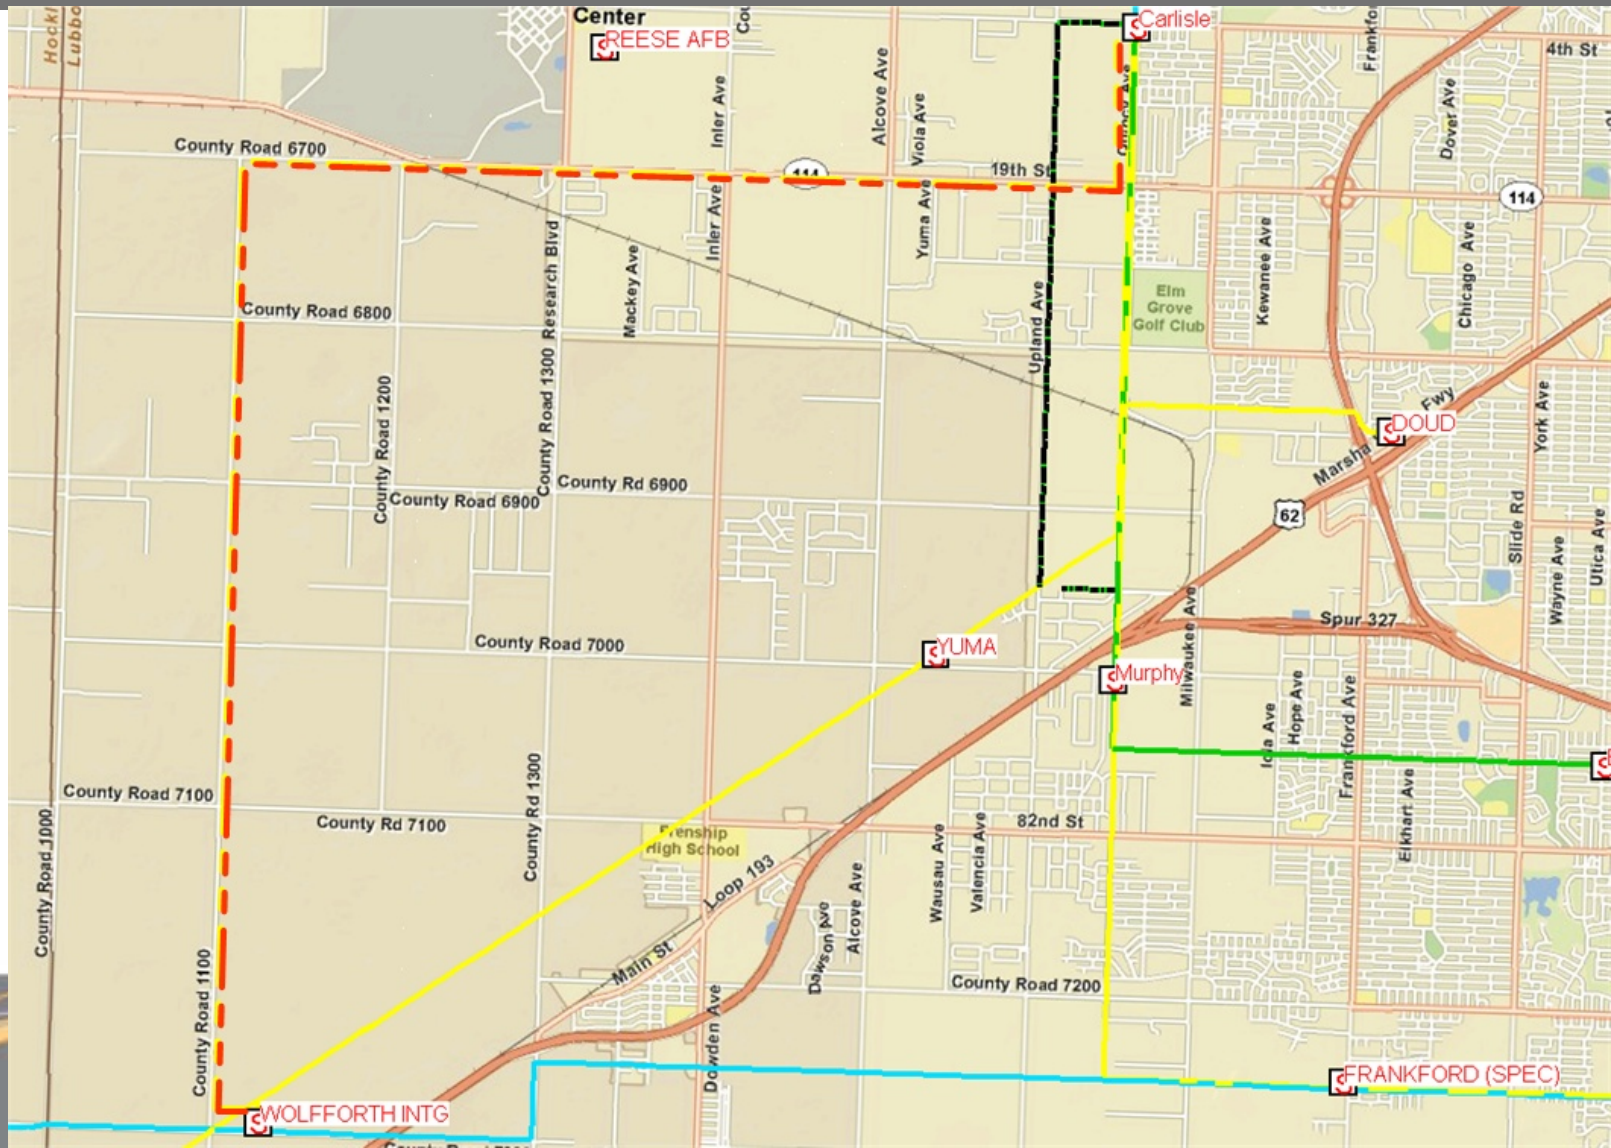 Hockl
Lubbo
Center
REESE AFB
Cou
Carlisle
Frankfo
4th St
Inler Ave
Alcove Ave
Viola Ave
Dover Ave
County Road 6700
114
19th St
114
Inler Ave
Yuma Ave
Kewanee Ave
Chicago Ave
Research Blvd
Mackey Ave
Upland Ave
Elm
Grove
Golf Club
County Road 6800
County Road 1200
County Road 1300
York Ave
Fwy
DOUD
Marsha
County Road 6900
County Rd 6900
62
Slide Rd
Wayne Ave
Utica Ave
County Road 7000
YUMA
Murphy
Milwaukee Ave
Spur 327
Iola Ave
Hope Ave
Frankford Ave
County Road 7100
County Rd 7100
County Rd 1300
County Road 1000
Frenship
High School
82nd St
Elkhart Ave
Loop 193
Main St
Dawson Ave
Alcove Ave
Wausau Ave
Valencia Ave
County Road 1100
County Road 7200
Dowden Ave
FRANKFORD (SPEC)
WOLFFORTH INTG